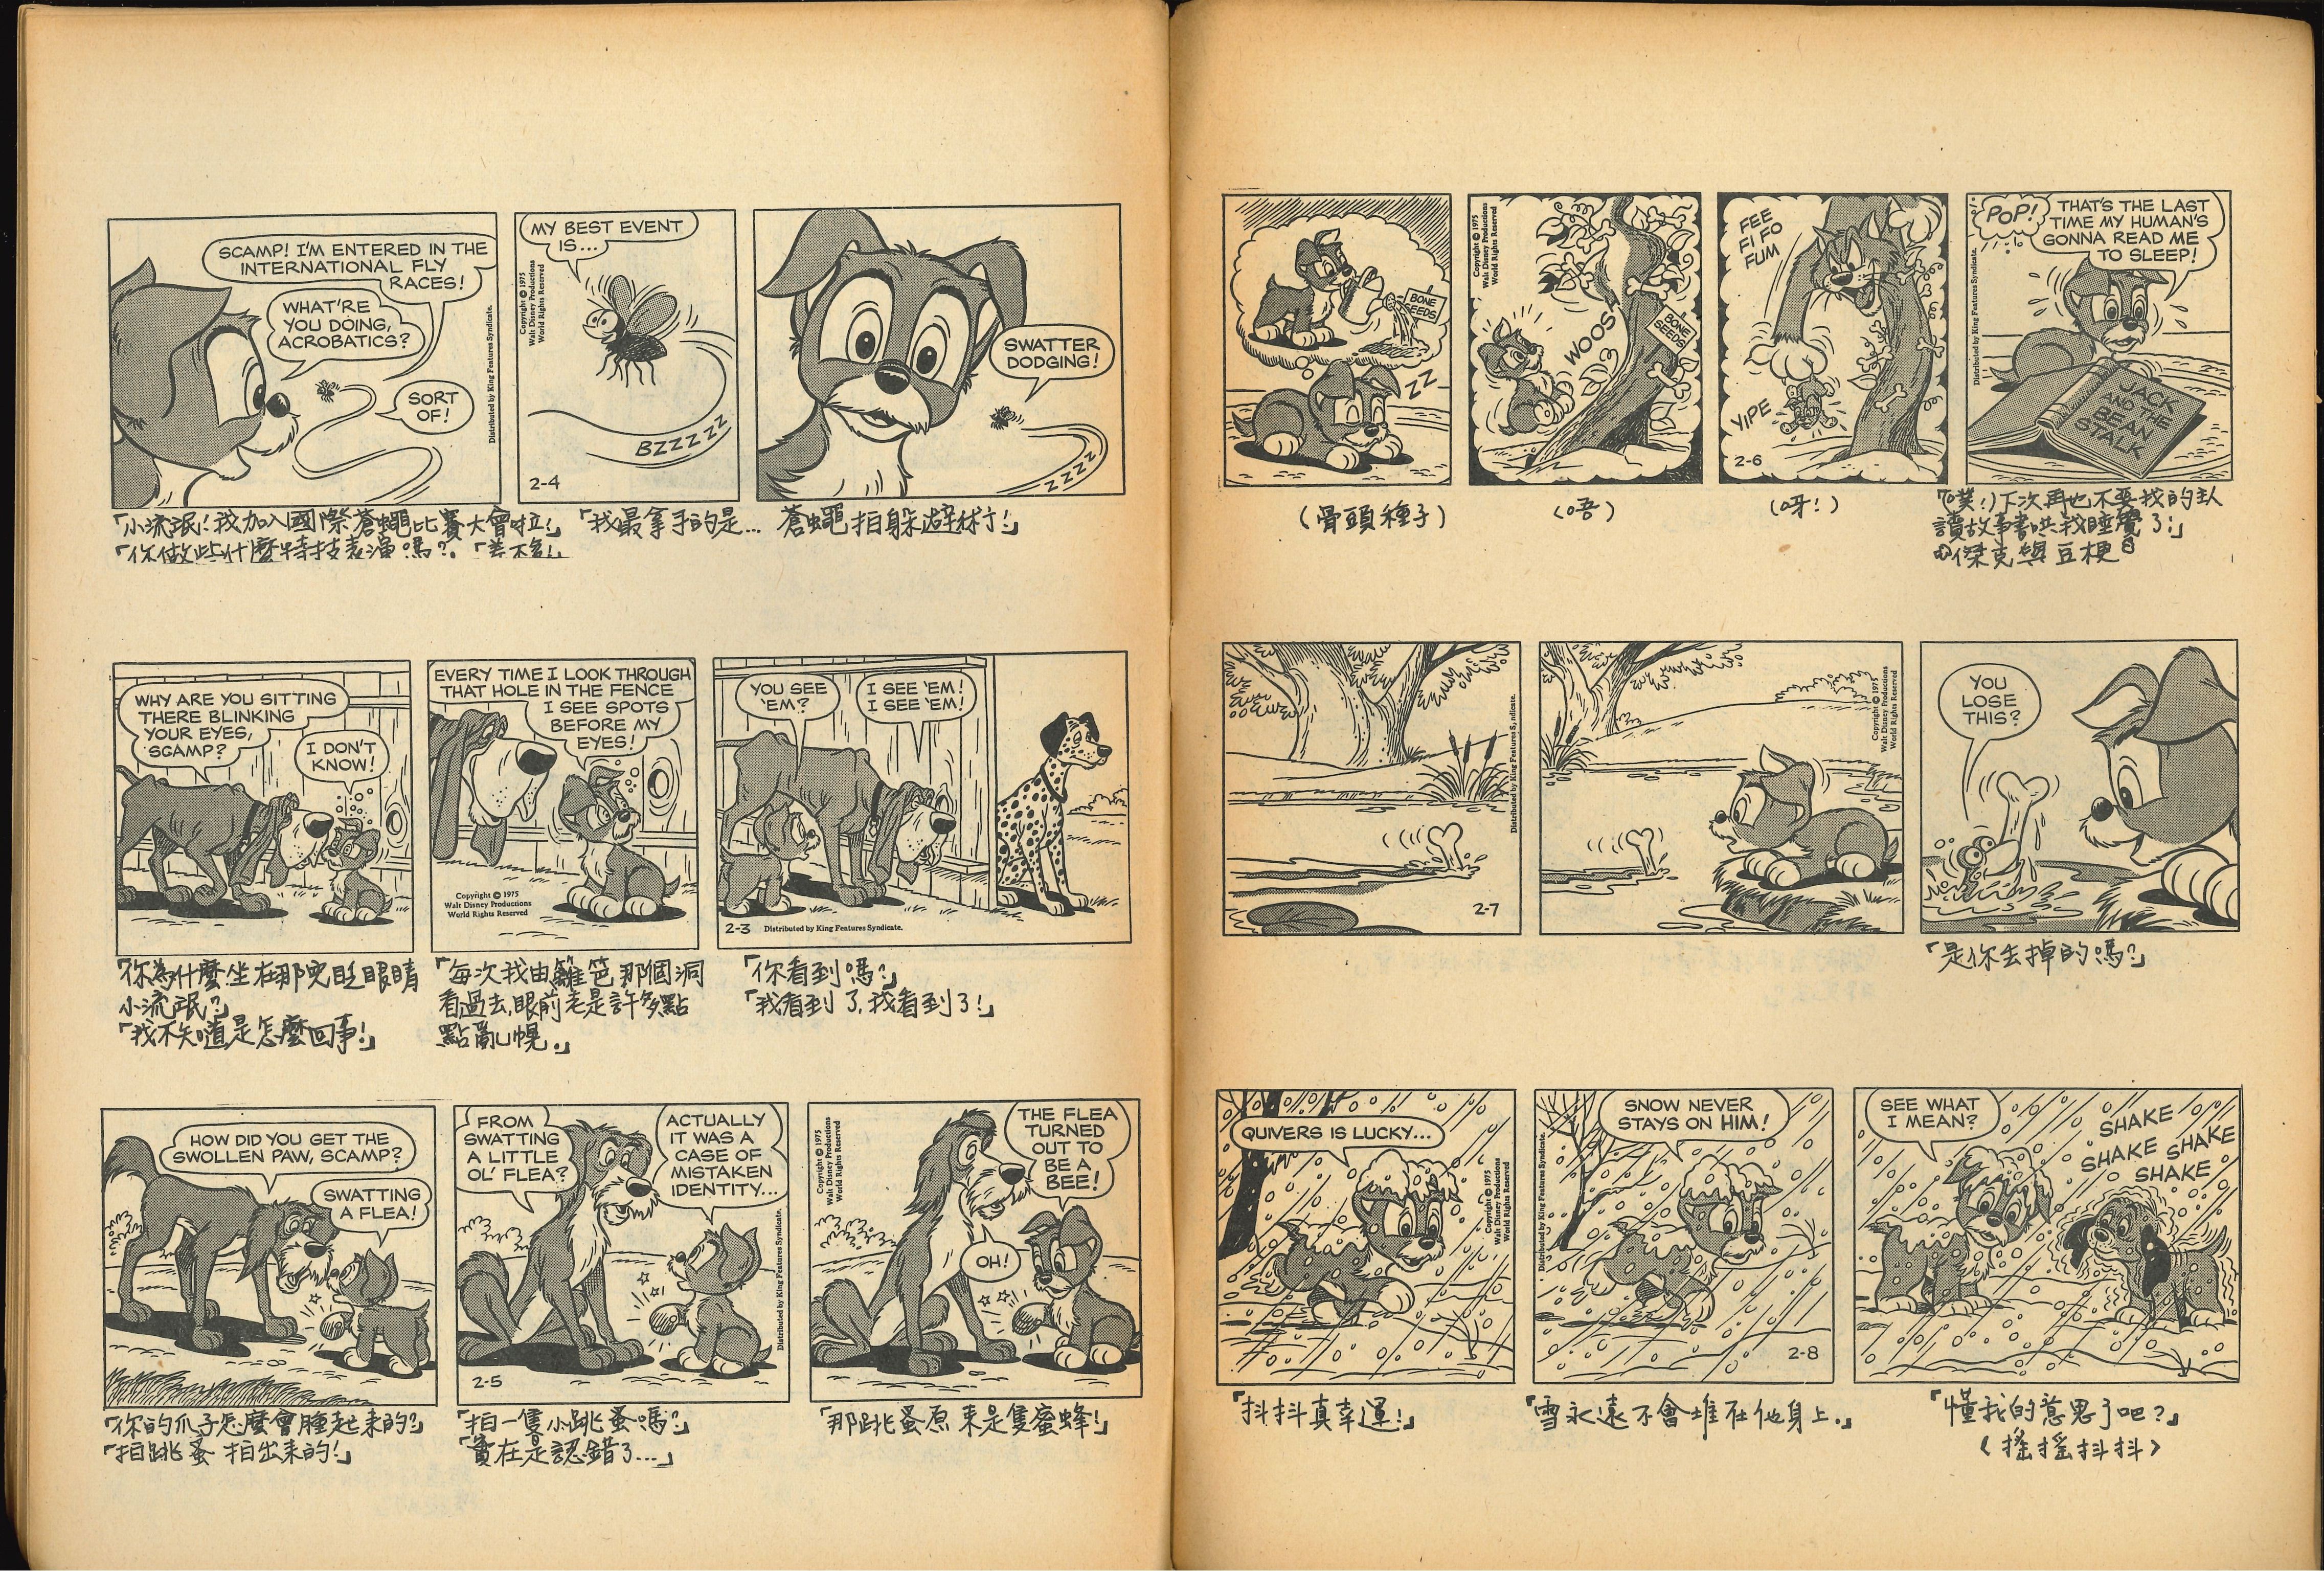 SCAMP! I'M ENTERED IN THE
INTERNATIONAL FLY
RACES!
WHAT'RE
YOU DOING,
ACROBATICS?
SORT
OF!
Distributed by King Features Syndicate.
MY BEST EVENT
IS...
Copyright © 1975
Walt Disney Productions
World Rights Reserved
BZZZ ZZ
2-4
SWATTER
DODGING!
ZZZZ
「小流氓!我加入國際蒼蠅比賽大會啦!」
「你做些什麼特技表演嗎?」「差不多!」
「我最拿手的是...
蒼蠅拍躲避術!」
WHY ARE YOU SITTING
THERE BLINKING
YOUR EYES,
SCAMP?
I DON'T
KNOW!
EVERY TIME I LOOK THROUGH
THAT HOLE IN THE FENCE
I SEE SPOTS
BEFORE MY
EYES!
Copyright © 1975
Walt Disney Productions
World Rights Reserved
YOU SEE
'EM?
I SEE 'EM!
I SEE 'EM!
2-3
Distributed by King Features Syndicate.
「你為什麼坐在那兒眨眼睛
小流氓?」
「我不知道是怎麼回事!」
「每次我由籬笆那個洞
看過去,眼前老是許多點
點亂幌.」
「你看到嗎?」
「我看到了,我看到了!」
HOW DID YOU GET THE
SWOLLEN PAW, SCAMP?
SWATTING
A FLEA!
FROM
SWATTING
A LITTLE
OL' FLEA?
ACTUALLY
IT WAS A
CASE OF
MISTAKEN
IDENTITY...
Distributed by King Features Syndicate.
2-5
Copyright © 1975
Walt Disney Productions
World Rights Reserved
THE FLEA
TURNED
OUT TO
BE A
BEE!
OH!
「你的爪子怎麼會腫起來的?」
「拍跳蚤拍出來的!」
「拍一隻小跳蚤嗎?」
「實在是認錯了...」
「那跳蚤原來是隻蜜蜂!」
BONE
SEEDS
ZZ
Copyright © 1975
Walt Disney Productions
World Rights Reserved
WOOSH
BONE
SEEDS
FEE
FI FO
FUM
YIPE
2-6
POP!
THAT'S THE LAST
TIME MY HUMAN'S
GONNA READ ME
TO SLEEP!
Distributed by King Features Syndicate.
JACK
AND THE
BEAN
STALK
(骨頭種子)
(唔)
(呀!)
下次再也不要我的
讀故事書哄我睡覺了!」
傑克與豆梗
Distributed by King Features Syndicate.
2-7
Copyright © 1975
Walt Disney Productions
World Rights Reserved
YOU
LOSE
THIS?
「是你丟掉的嗎?」
QUIVERS IS LUCKY...
Copyright © 1975
Walt Disney Productions
World Rights Reserved
SNOW NEVER
STAYS ON HIM!
Distributed by King Features Syndicate.
2-8
SEE WHAT
I MEAN?
SHAKE
SHAKE SHAKE
SHAKE
「抖抖真幸運!」
「雪永遠不會堆在他身上.」
「懂我的意思了吧?」
〈搖搖抖抖〉